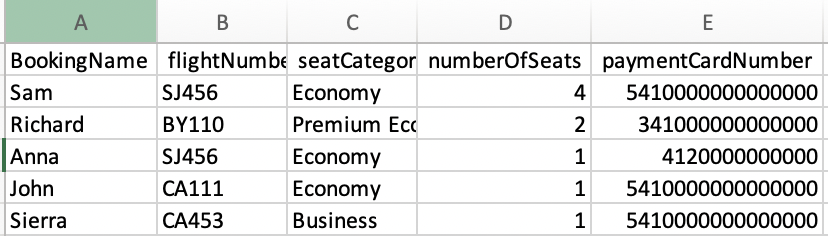 A B C D E
BookingName flightNumbe seatCategor numberOfSeats paymentCardNumber
Sam SJ456 Economy 4 5410000000000000
Richard BY110 Premium Ecc 2 341000000000000
Anna SJ456 Economy 1 4120000000000
John CA111 Economy 1 5410000000000000
Sierra CA453 Business 1 5410000000000000